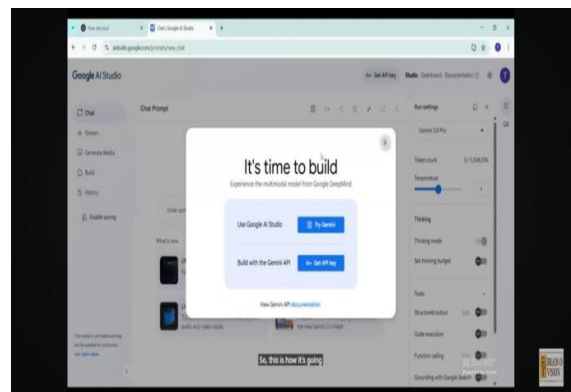 How are you?
Chat | Google AI Studio
aistudio.google.com/prompts/new_chat
Google AI Studio
Get API key
Studio
Dashboard
Documentation
Chat
Stream
Generate Media
Build
History
Enable saving
Chat Prompt
Run settings
Gemini 2.5 Pro
Token count
Temperature
1
Thinking
Thinking mode
Set thinking budget
Tools
Structured output
Code execution
Function calling
Grounding with Google Search
What's new
It's time to build
Experience the multimodal model from Google DeepMind
Use Google AI Studio
Try Gemini
Build with the Gemini API
Get API key
View Gemini API documentation
So, this is how it's going
BRAND
VISION